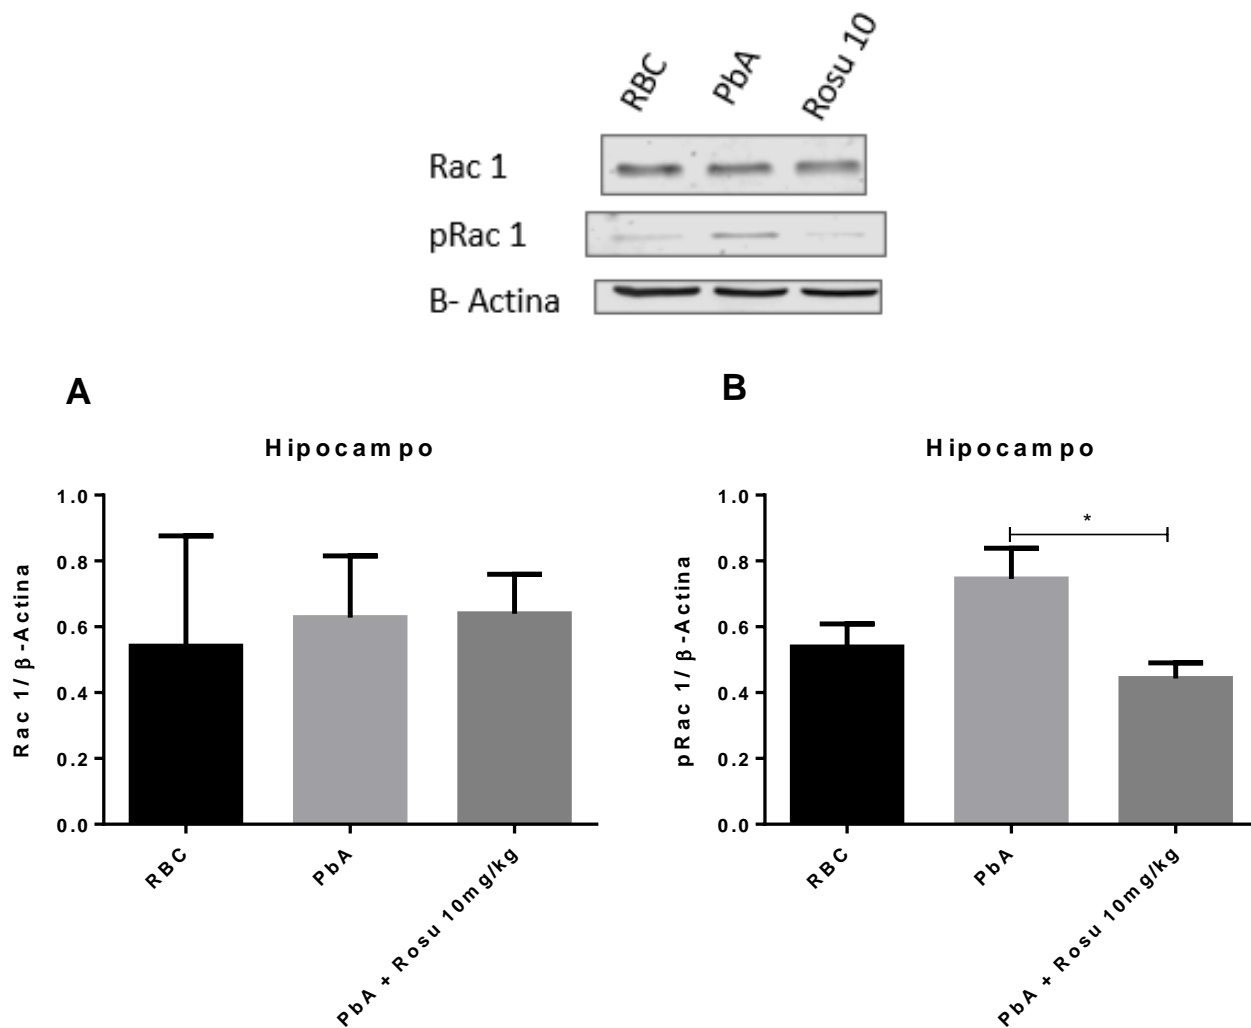 RBC PbA Rosu 10
Rac 1
pRac 1
B- Actina
A
Hipocampo
Rac 1/ β-Actina
1.0
0.8
0.6
0.4
0.2
0.0
RBC
PbA
PbA + Rosu 10mg/kg
B
Hipocampo
pRac 1/ β-Actina
1.0
0.8
0.6
0.4
0.2
0.0
*
RBC
PbA
PbA + Rosu 10mg/kg